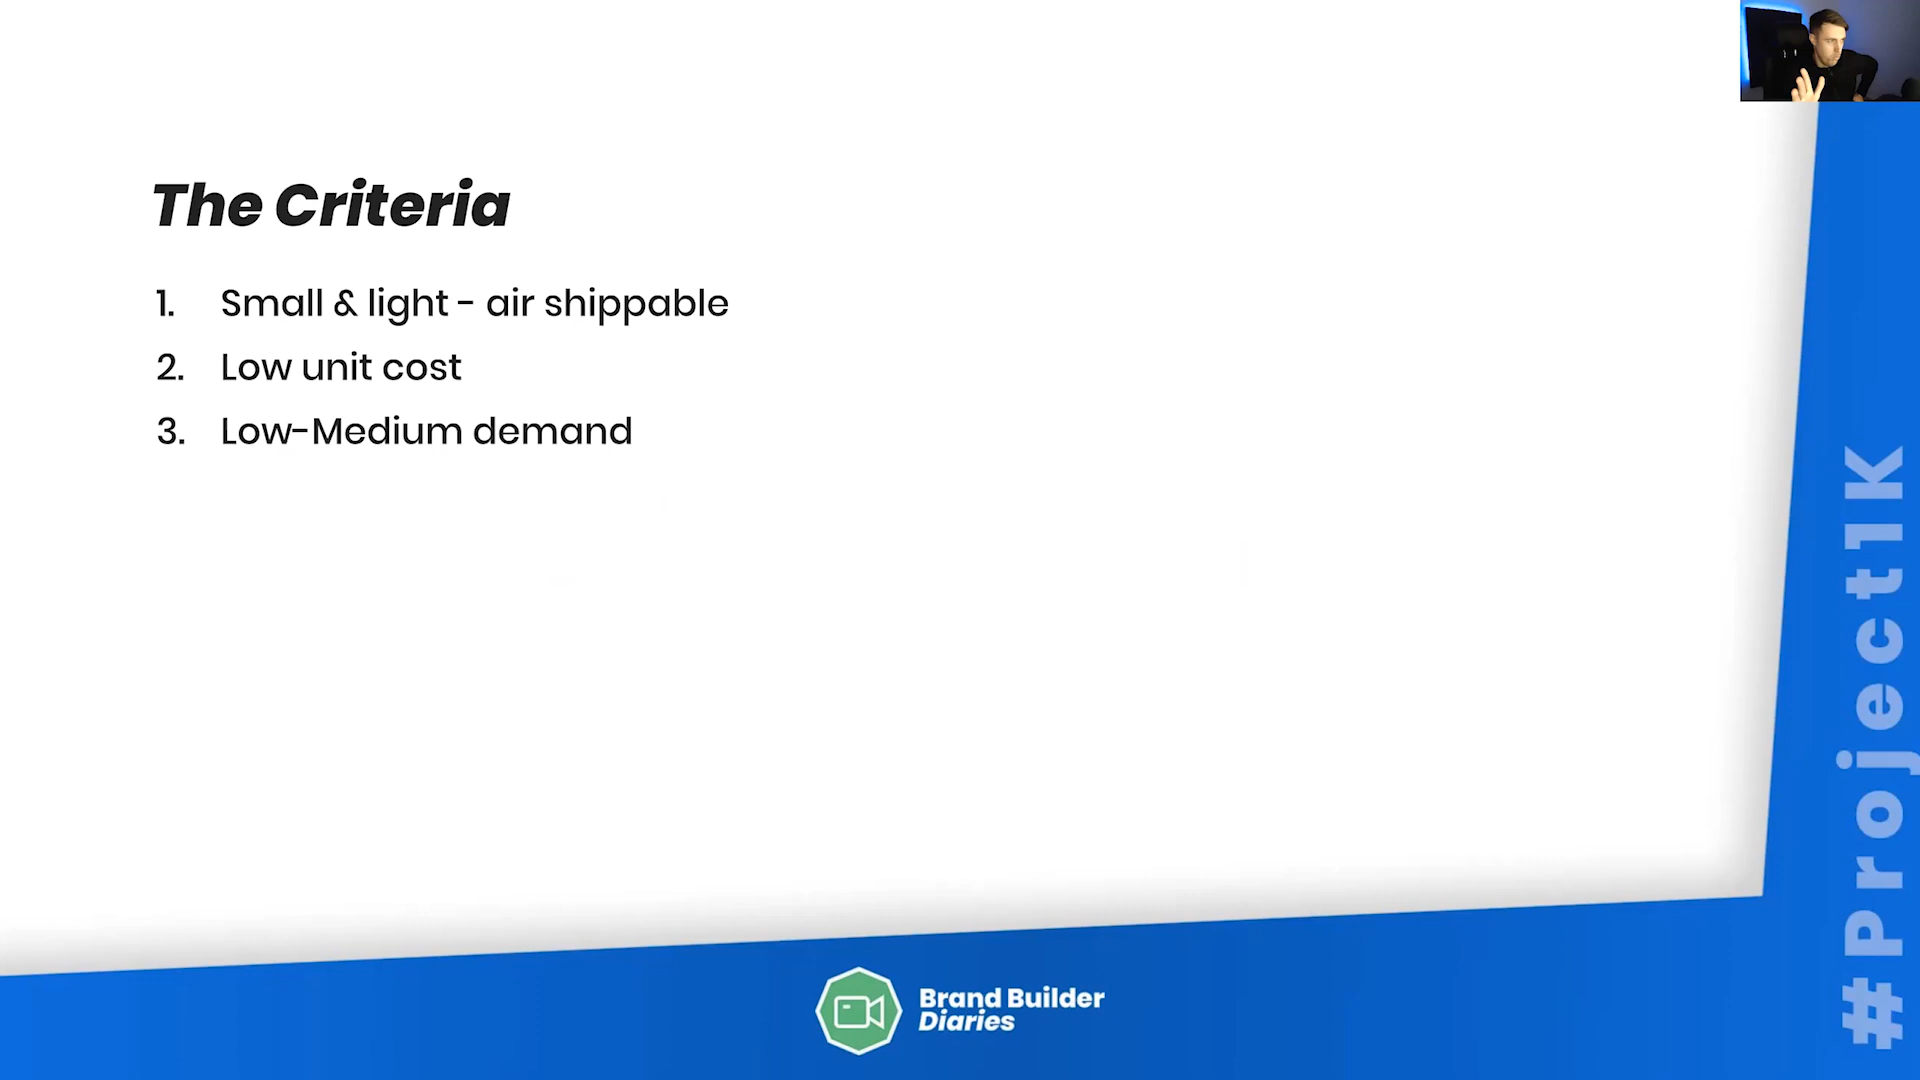 The Criteria
1. Small & light - air shippable
2. Low unit cost
3. Low-Medium demand
#Project1K
Brand Builder
Diaries